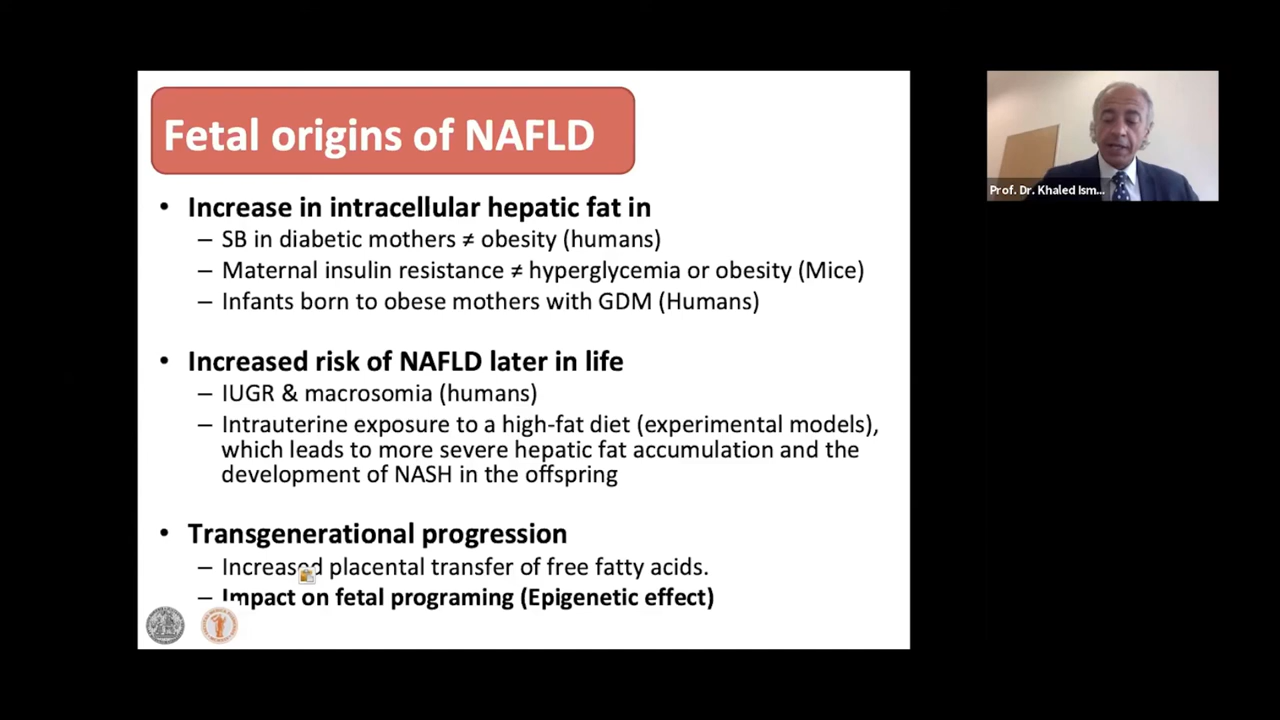 Fetal origins of NAFLD
• Increase in intracellular hepatic fat in
– SB in diabetic mothers ≠ obesity (humans)
– Maternal insulin resistance ≠ hyperglycemia or obesity (Mice)
– Infants born to obese mothers with GDM (Humans)
• Increased risk of NAFLD later in life
– IUGR & macrosomia (humans)
– Intrauterine exposure to a high-fat diet (experimental models),
which leads to more severe hepatic fat accumulation and the
development of NASH in the offspring
• Transgenerational progression
– Increased placental transfer of free fatty acids.
– Impact on fetal programing (Epigenetic effect)
Prof. Dr. Khaled Ism...